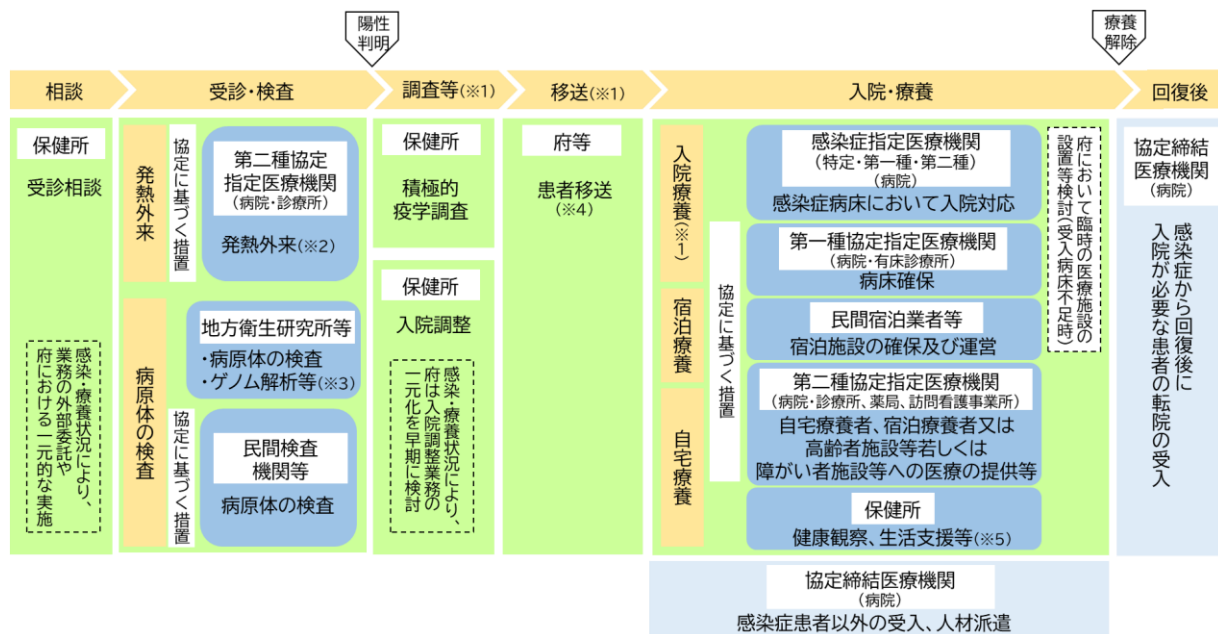 陽性
判明
療養
解除
相談
受診・検査
調査等(※1)
移送(※1)
入院・療養
回復後
保健所
受診相談
感染・療養状況により、
業務の外部委託や
府における一元的な実施
発熱外来
協定に基づく措置
第二種協定
指定医療機関
(病院・診療所)
発熱外来(※2)
病原体の検査
地方衛生研究所等
・病原体の検査
・ゲノム解析等(※3)
協定に基づく措置
民間検査
機関等
病原体の検査
保健所
積極的
疫学調査
保健所
入院調整
感染・療養状況により、
府は入院調整業務の
一元化を早期に検討
府等
患者移送
(※4)
入院療養(※1)
宿泊療養
自宅療養
協定に基づく措置
感染症指定医療機関
(特定・第一種・第二種)
(病院)
感染症病床において入院対応
第一種協定指定医療機関
(病院・有床診療所)
病床確保
民間宿泊業者等
宿泊施設の確保及び運営
第二種協定指定医療機関
(病院・診療所、薬局、訪問看護事業所)
自宅療養者、宿泊療養者又は
高齢者施設等若しくは
障がい者施設等への医療の提供等
保健所
健康観察、生活支援等(※5)
府において臨時の医療施設の
設置等検討(受入病床不足時)
協定締結医療機関
(病院)
感染症患者以外の受入、人材派遣
協定締結
医療機関
(病院)
感染症から回復後に
入院が必要な患者の転院の受入